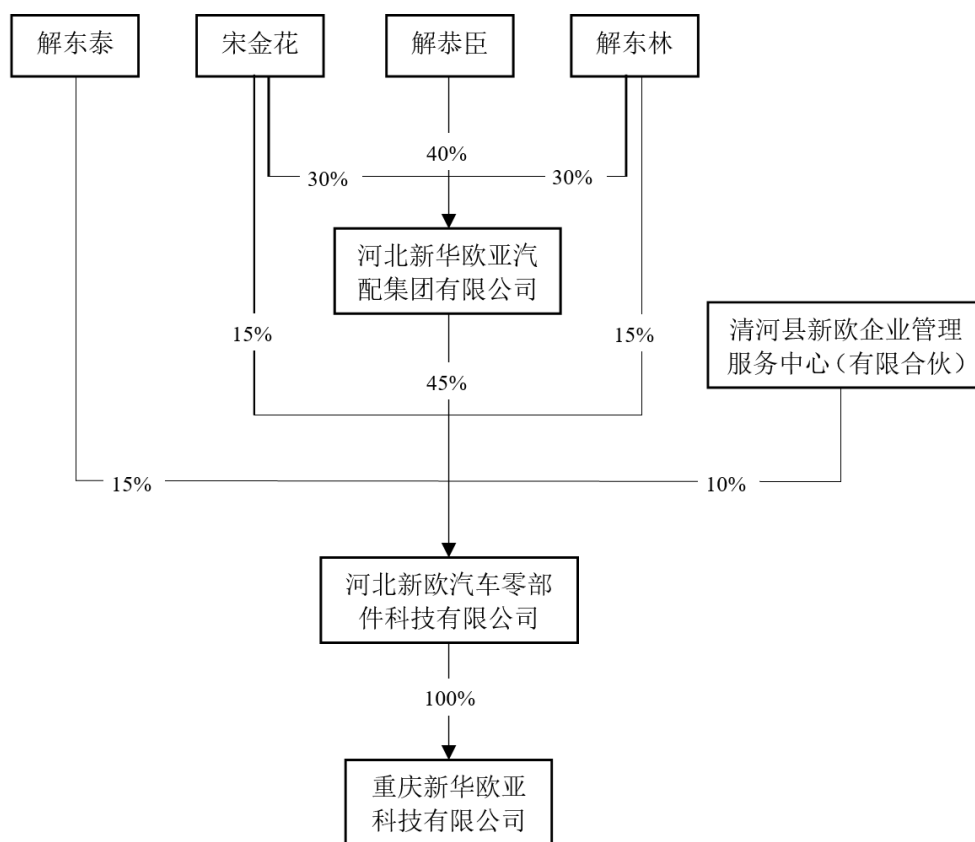 解东泰
宋金花
解恭臣
解东林
40%
30%
30%
河北新华欧亚汽
配集团有限公司
15%
15%
清河县新欧企业管理
服务中心（有限合伙）
45%
15%
10%
河北新欧汽车零部
件科技有限公司
100%
重庆新华欧亚
科技有限公司